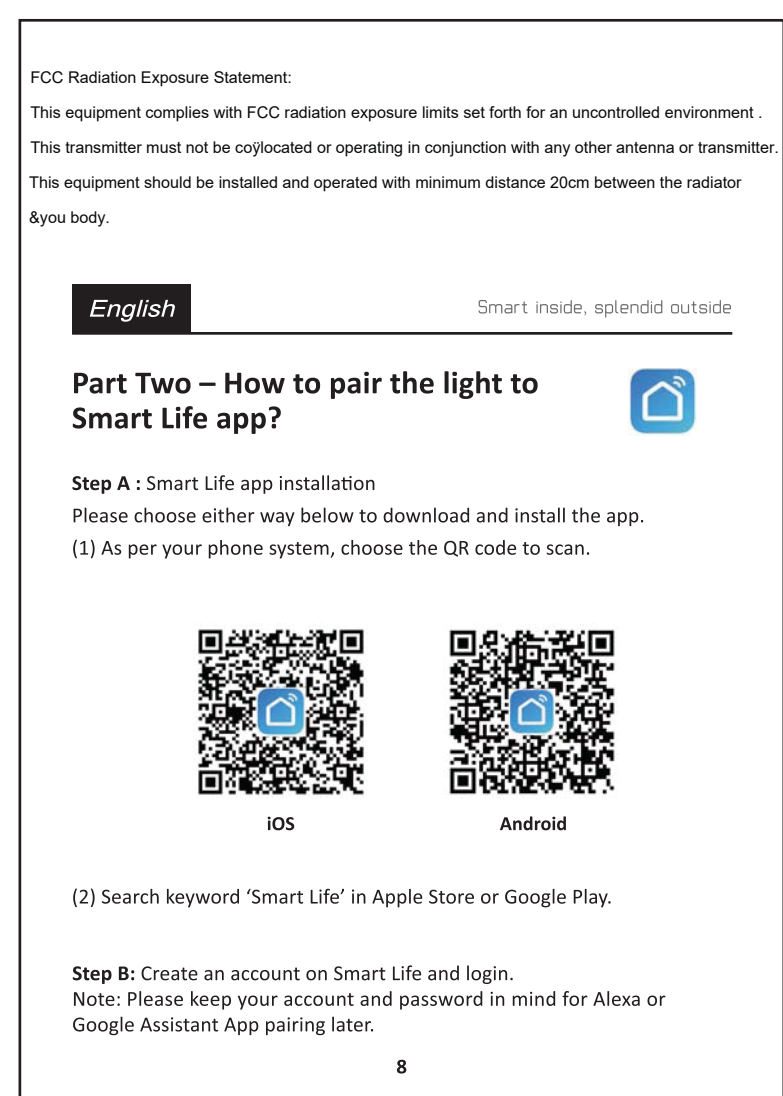 FCC Radiation Exposure Statement:
This equipment complies with FCC radiation exposure limits set forth for an uncontrolled environment .
This transmitter must not be coÿlocated or operating in conjunction with any other antenna or transmitter.
This equipment should be installed and operated with minimum distance 20cm between the radiator
&you body.
English
Smart inside, splendid outside
Part Two – How to pair the light to
Smart Life app?
Step A : Smart Life app installation
Please choose either way below to download and install the app.
(1) As per your phone system, choose the QR code to scan.
iOS
Android
(2) Search keyword ‘Smart Life’ in Apple Store or Google Play.
Step B: Create an account on Smart Life and login.
Note: Please keep your account and password in mind for Alexa or
Google Assistant App pairing later.
8